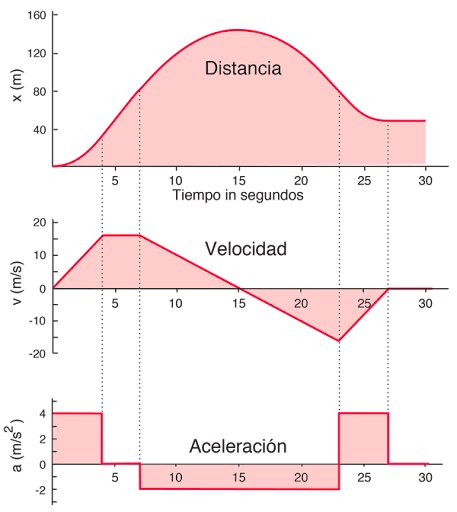 160
120
80
40
x (m)
Distancia
5 10 15 20 25 30
Tiempo in segundos
20
10
0
-10
-20
v (m/s)
Velocidad
5 10 15 20 25 30
4
2
0
-2
a (m/s²)
Aceleración
5 10 15 20 25 30